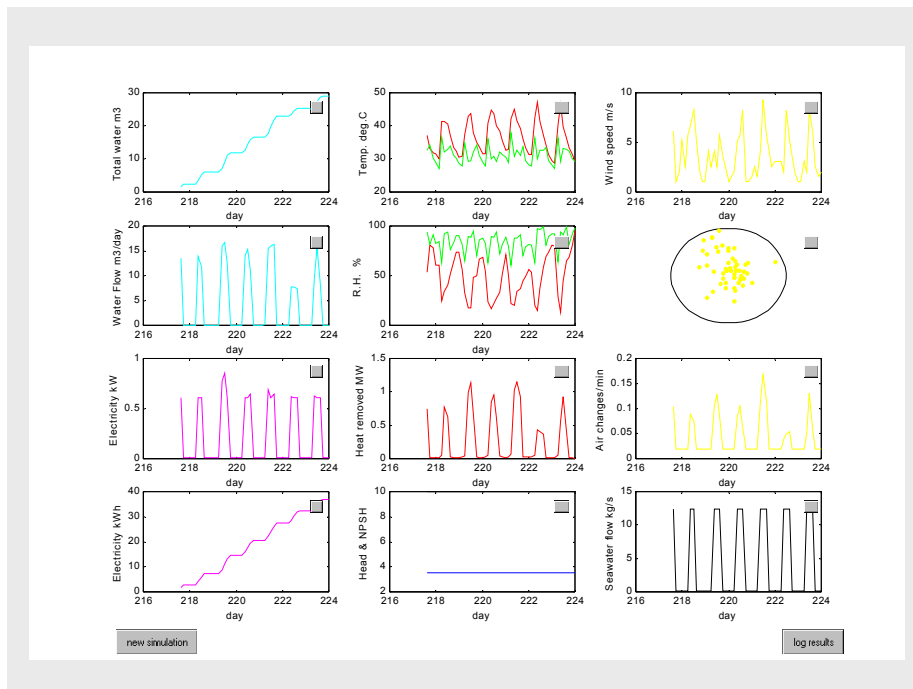 Total water m3
30
20
10
0
216 218 220 222 224
day
Temp. deg.C
50
40
30
20
216 218 220 222 224
day
Wind speed m/s
10
5
0
216 218 220 222 224
day
Water Flow m3/day
20
15
10
5
0
216 218 220 222 224
day
R.H. %
100
50
0
216 218 220 222 224
day
Electricity kW
1
0.5
0
216 218 220 222 224
day
Heat removed MW
1.5
1
0.5
0
216 218 220 222 224
day
Air changes/min
0.2
0.15
0.1
0.05
0
216 218 220 222 224
day
Electricity kWh
40
30
20
10
0
216 218 220 222 224
day
Head & NPSH
10
8
6
4
2
216 218 220 222 224
day
Seawater flow kg/s
15
10
5
0
216 218 220 222 224
day
new simulation
log results